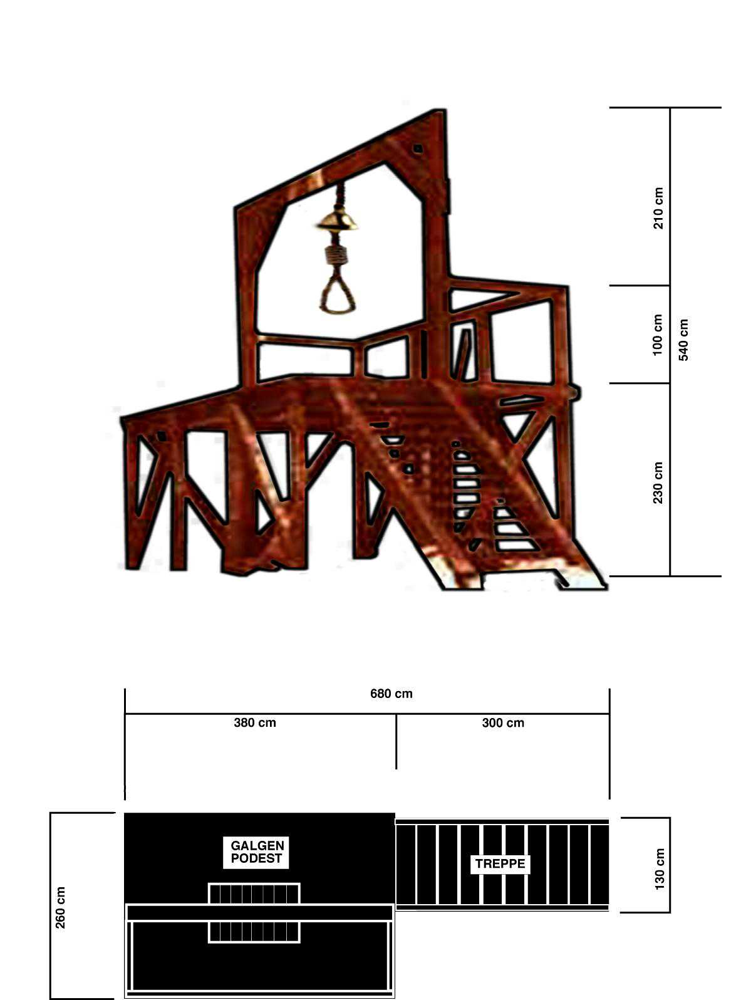 210 cm
100 cm
540 cm
230 cm
680 cm
380 cm
300 cm
GALGEN
PODEST
TREPPE
130 cm
260 cm